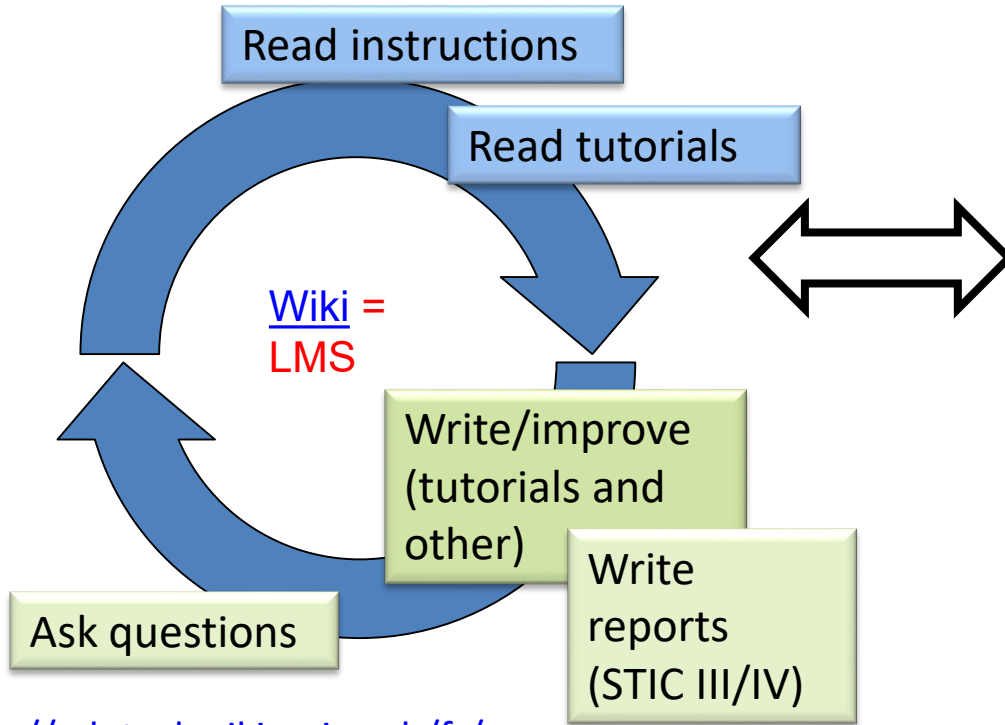 Read instructions
Read tutorials
Wiki =
LMS
Write/improve
(tutorials and
other)
Write
reports
(STIC III/IV)
Ask questions